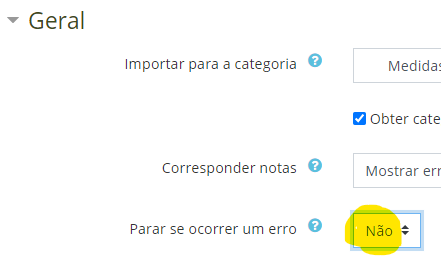 Geral
Importar para a categoria
Medidas
Obter cate
Corresponder notas
Mostrar err
Parar se ocorrer um erro
Não